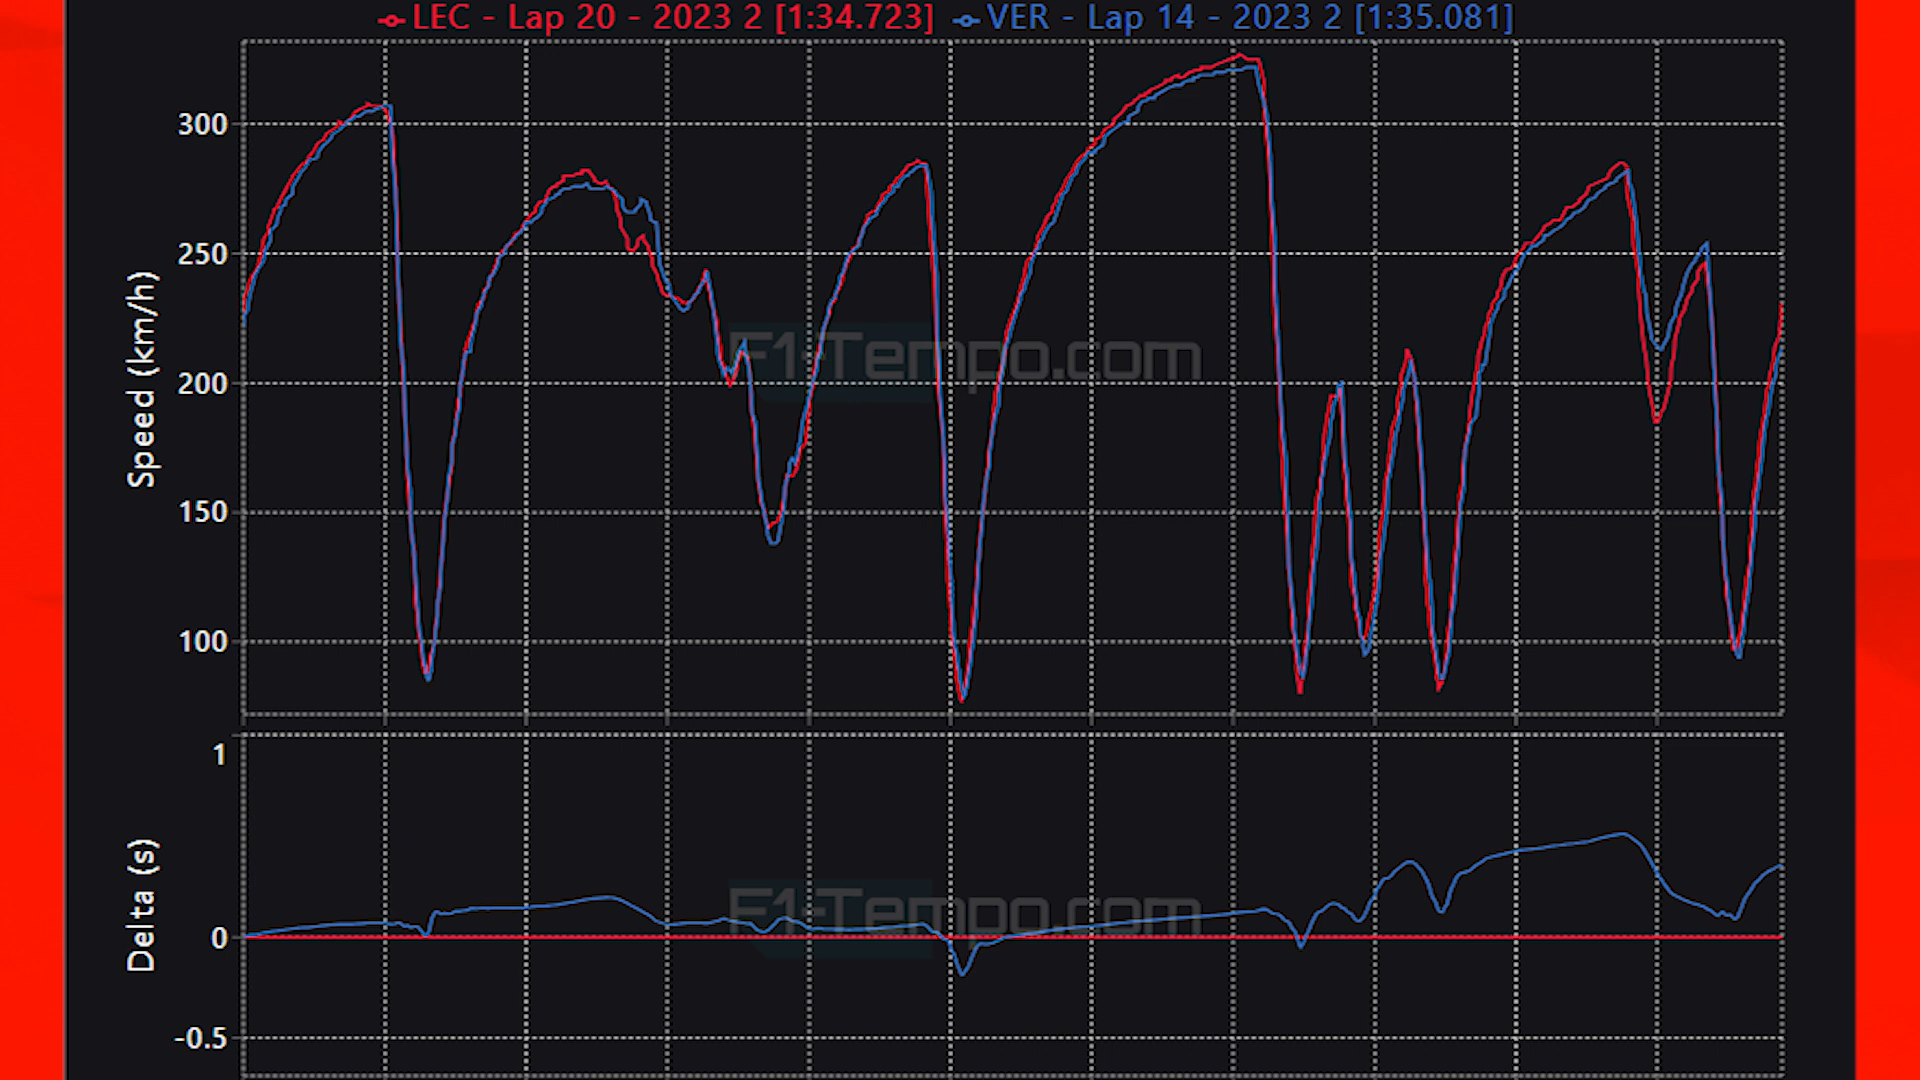 LEC - Lap 20 - 2023 2 [1:34.723] VER - Lap 14 - 2023 2 [1:35.081]
300
250
200
150
100
Speed (km/h)
F1-Tempo.com
1
0
-0.5
Delta (s)
F1-Tempo.com